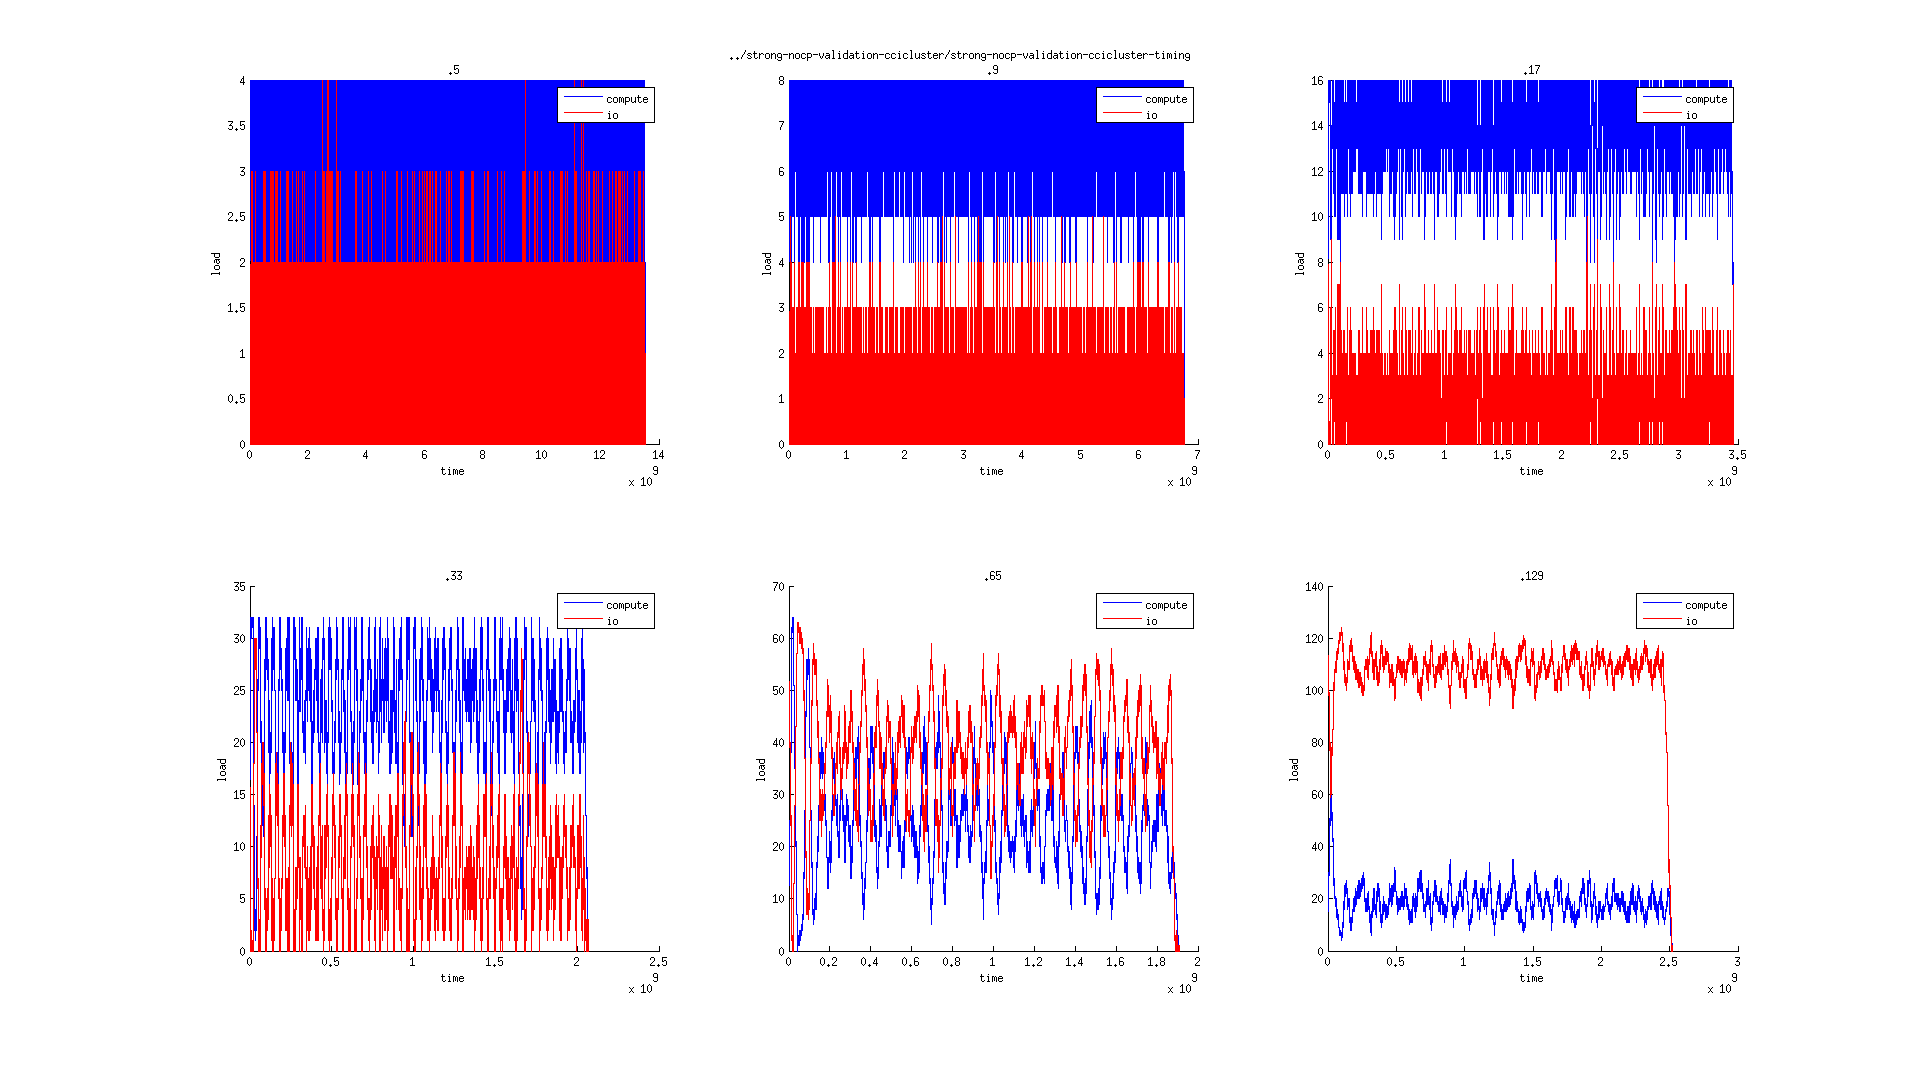 ../strong-nocp-validation-ccicluster/strong-nocp-validation-ccicluster-timing
.5
4
3.5
3
2.5
2
1.5
1
0.5
0
load
compute
io
0 2 4 6 8 10 12 14
time
x 10 9
.9
8
7
6
5
4
3
2
1
0
load
compute
io
0 1 2 3 4 5 6 7
time
x 10 9
.17
16
14
12
10
8
6
4
2
0
load
compute
io
0 0.5 1 1.5 2 2.5 3 3.5
time
x 10 9
.33
35
30
25
20
15
10
5
0
load
compute
io
0 0.5 1 1.5 2 2.5
time
x 10 9
.65
70
60
50
40
30
20
10
0
load
compute
io
0 0.2 0.4 0.6 0.8 1 1.2 1.4 1.6 1.8 2
time
x 10 9
.129
140
120
100
80
60
40
20
0
load
compute
io
0 0.5 1 1.5 2 2.5 3
time
x 10 9